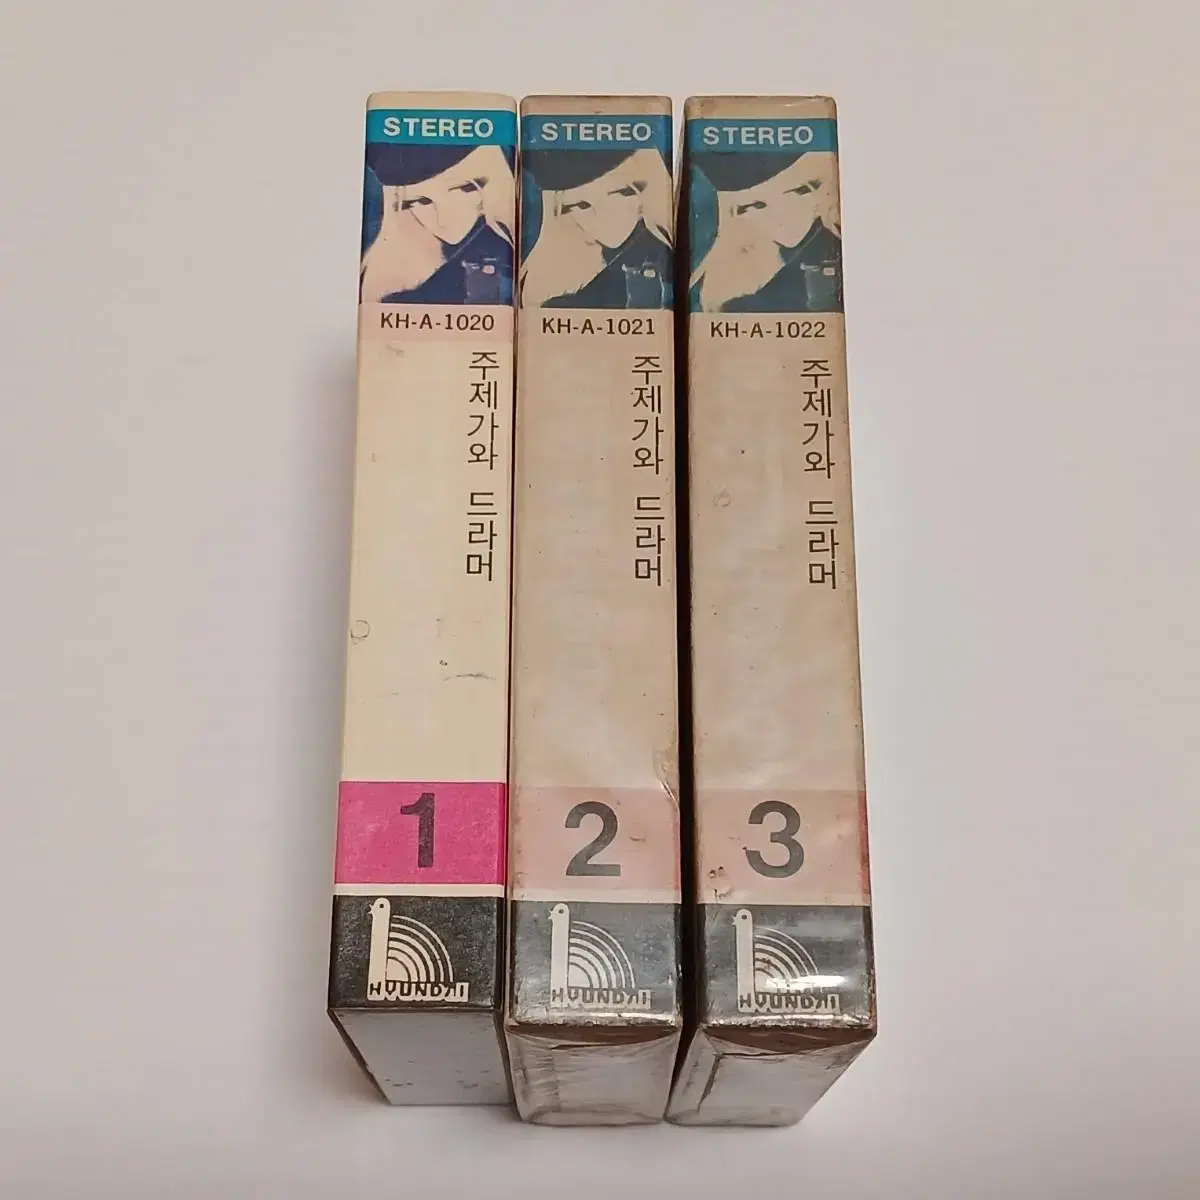 STEREO
KH-A-1020
주제가와 드라머
1
HYUNDAI
STEREO
KH-A-1021
주제가와 드라머
2
HYUNDAI
STEREO
KH-A-1022
주제가와 드라머
3
HYUNDAI